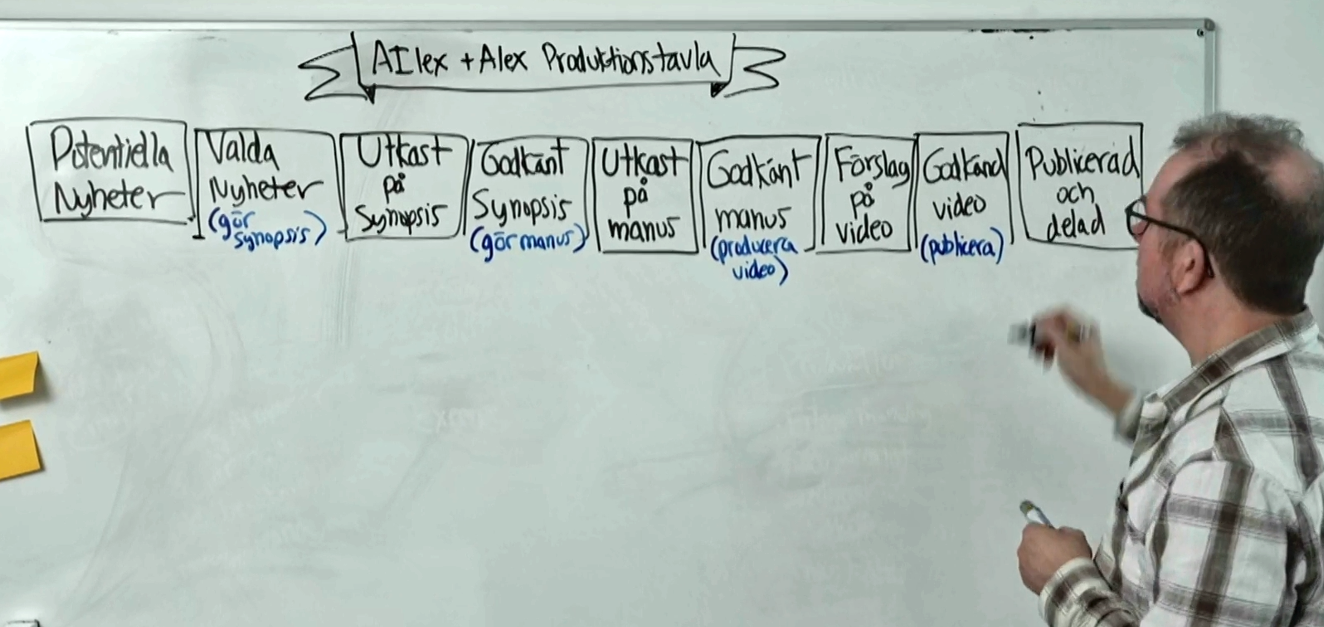 AIlex + Alex Produktionstavla
Potentiella
Nyheter
Valda
Nyheter
(gör
synopsis)
Utkast
på
Synopsis
Godkänt
Synopsis
(gör manus)
Utkast
på
manus
Godkänt
manus
(producera
video)
Förslag
på
video
Godkänd
video
(publicera)
Publicerad
och
delad